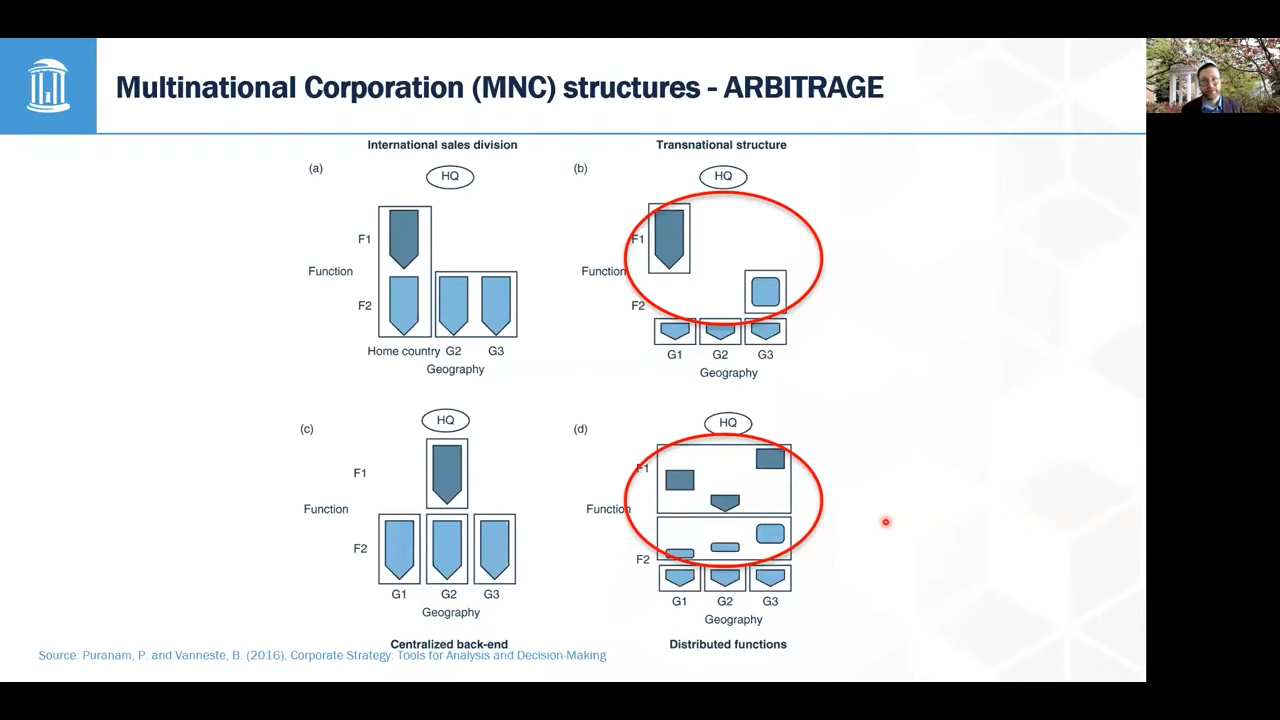 Multinational Corporation (MNC) structures - ARBITRAGE
International sales division
(a)
HQ
F1
Function
F2
Home country G2 G3
Geography
Transnational structure
(b)
HQ
F1
Function
F2
G1 G2 G3
Geography
(c)
HQ
F1
Function
F2
G1 G2 G3
Geography
Centralized back-end
(d)
HQ
F1
Function
F2
G1 G2 G3
Geography
Distributed functions
Source: Puranam, P. and Vanneste, B. (2016), Corporate Strategy: Tools for Analysis and Decision-Making